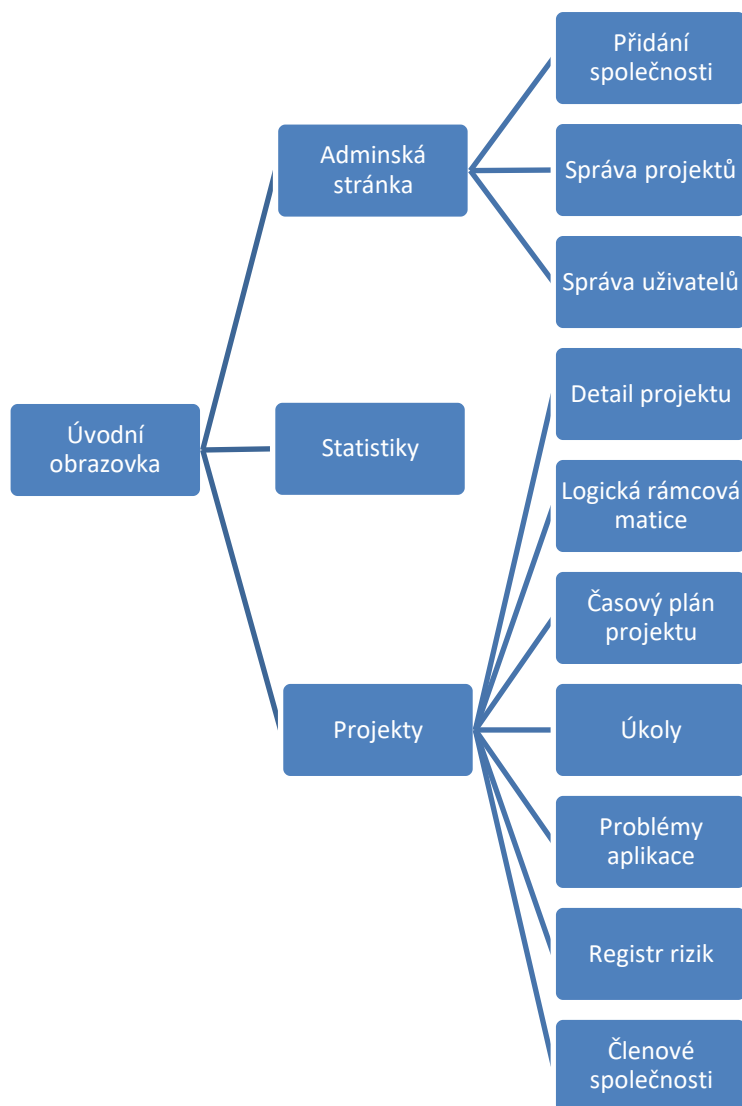 Úvodní
obrazovka
Adminská
stránka
Přidání
společnosti
Správa projektů
Správa uživatelů
Statistiky
Projekty
Detail projektu
Logická rámcová
matice
Časový plán
projektu
Úkoly
Problémy
aplikace
Registr rizik
Členové
společnosti